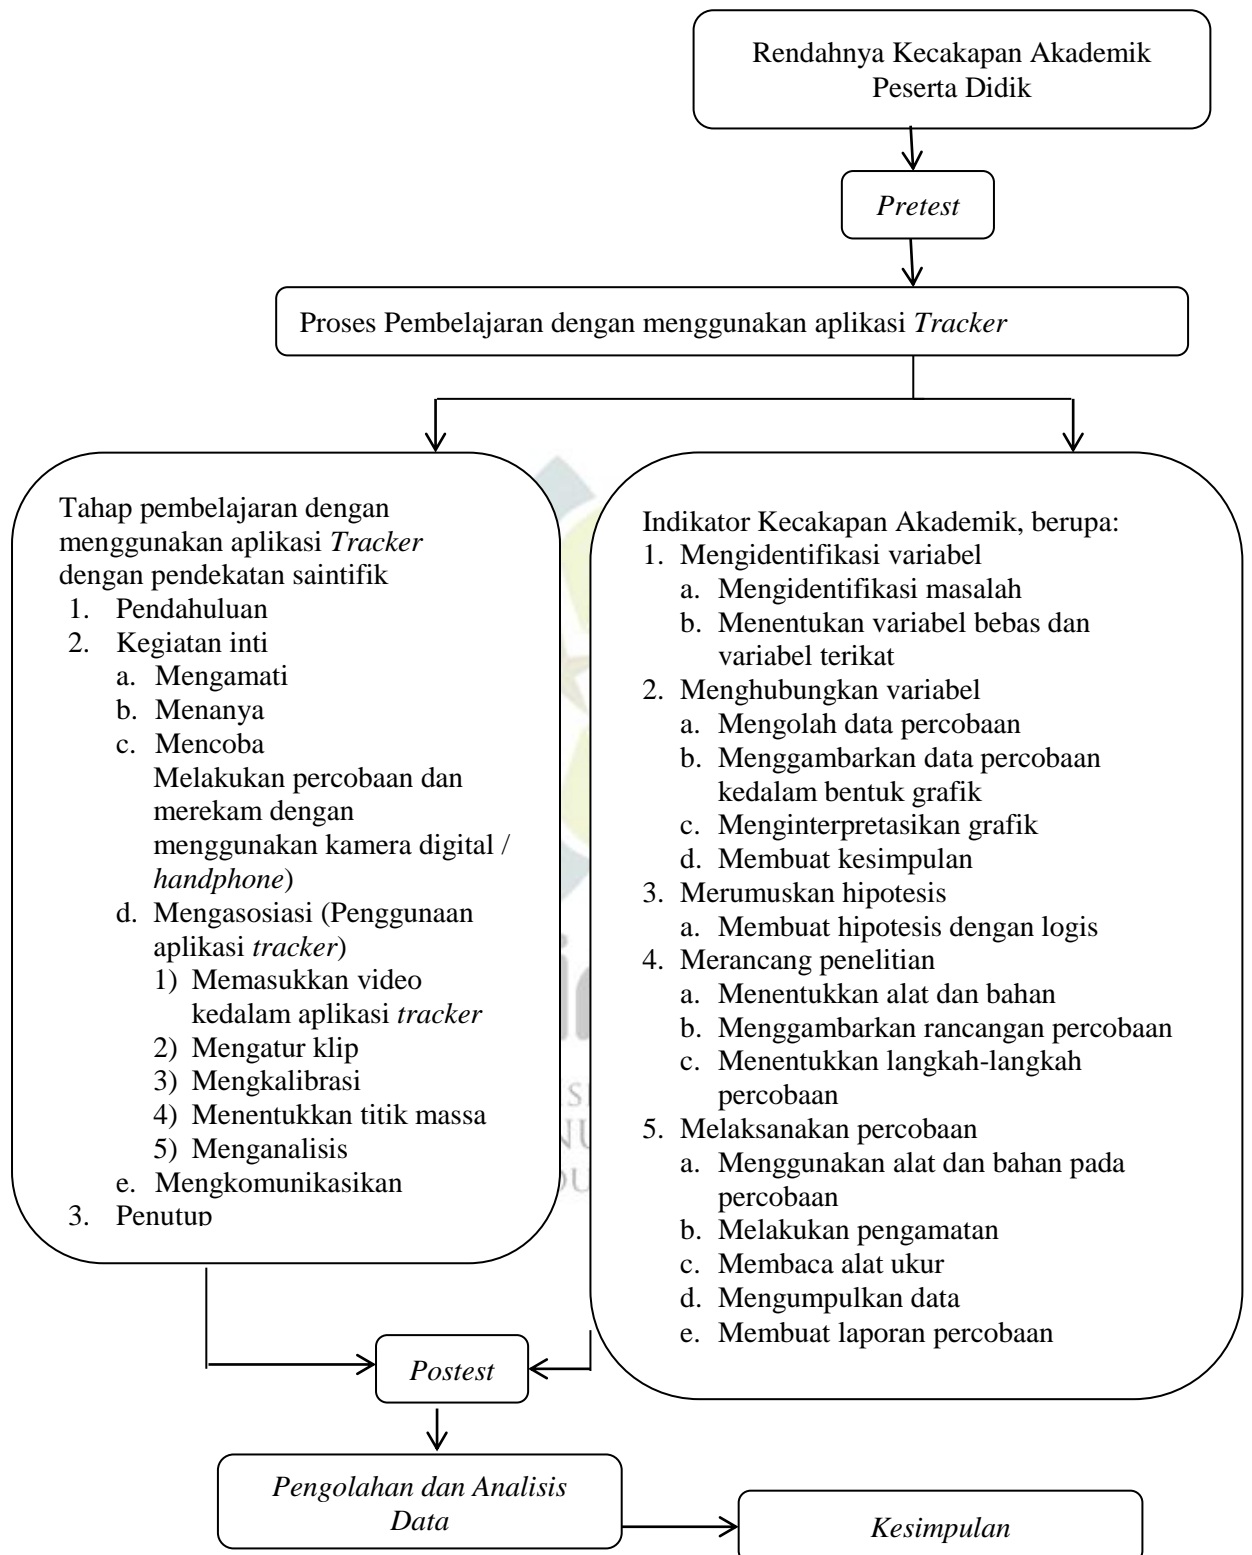 Rendahnya Kecakapan Akademik
Peserta Didik
Pretest
Proses Pembelajaran dengan menggunakan aplikasi Tracker
Tahap pembelajaran dengan
menggunakan aplikasi Tracker
dengan pendekatan saintifik
1. Pendahuluan
2. Kegiatan inti
a. Mengamati
b. Menanya
c. Mencoba
Melakukan percobaan dan
merekam dengan
menggunakan kamera digital /
handphone)
d. Mengasosiasi (Penggunaan
aplikasi tracker)
1) Memasukkan video
kedalam aplikasi tracker
2) Mengatur klip
3) Mengkalibrasi
4) Menentukkan titik massa
5) Menganalisis
e. Mengkomunikasikan
3. Penutup
Indikator Kecakapan Akademik, berupa:
1. Mengidentifikasi variabel
a. Mengidentifikasi masalah
b. Menentukan variabel bebas dan
variabel terikat
2. Menghubungkan variabel
a. Mengolah data percobaan
b. Menggambarkan data percobaan
kedalam bentuk grafik
c. Menginterpretasikan grafik
d. Membuat kesimpulan
3. Merumuskan hipotesis
a. Membuat hipotesis dengan logis
4. Merancang penelitian
a. Menentukkan alat dan bahan
b. Menggambarkan rancangan percobaan
c. Menentukkan langkah-langkah
percobaan
5. Melaksanakan percobaan
a. Menggunakan alat dan bahan pada
percobaan
b. Melakukan pengamatan
c. Membaca alat ukur
d. Mengumpulkan data
e. Membuat laporan percobaan
Postest
Pengolahan dan Analisis
Data
Kesimpulan